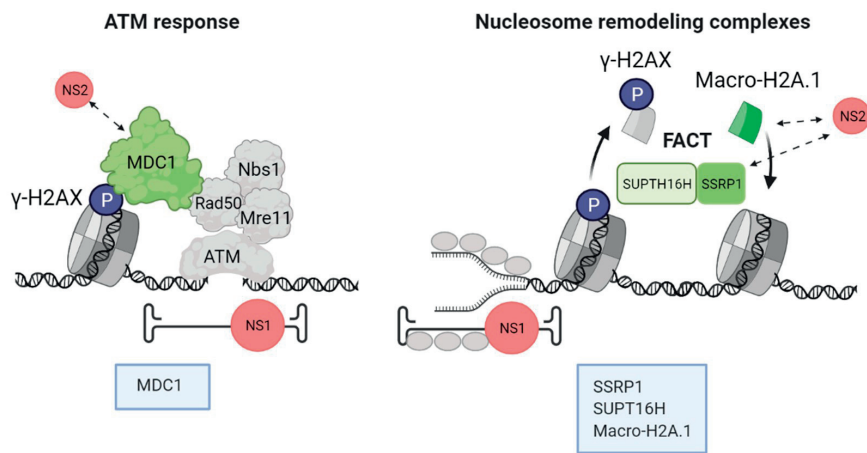 ATM response
NS2
MDC1
Nbs1
γ-H2AX
P
Rad50
Mre11
ATM
NS1
MDC1
Nucleosome remodeling complexes
γ-H2AX
P
Macro-H2A.1
NS2
FACT
SUPTH16H
SSRP1
P
NS1
SSRP1
SUPT16H
Macro-H2A.1